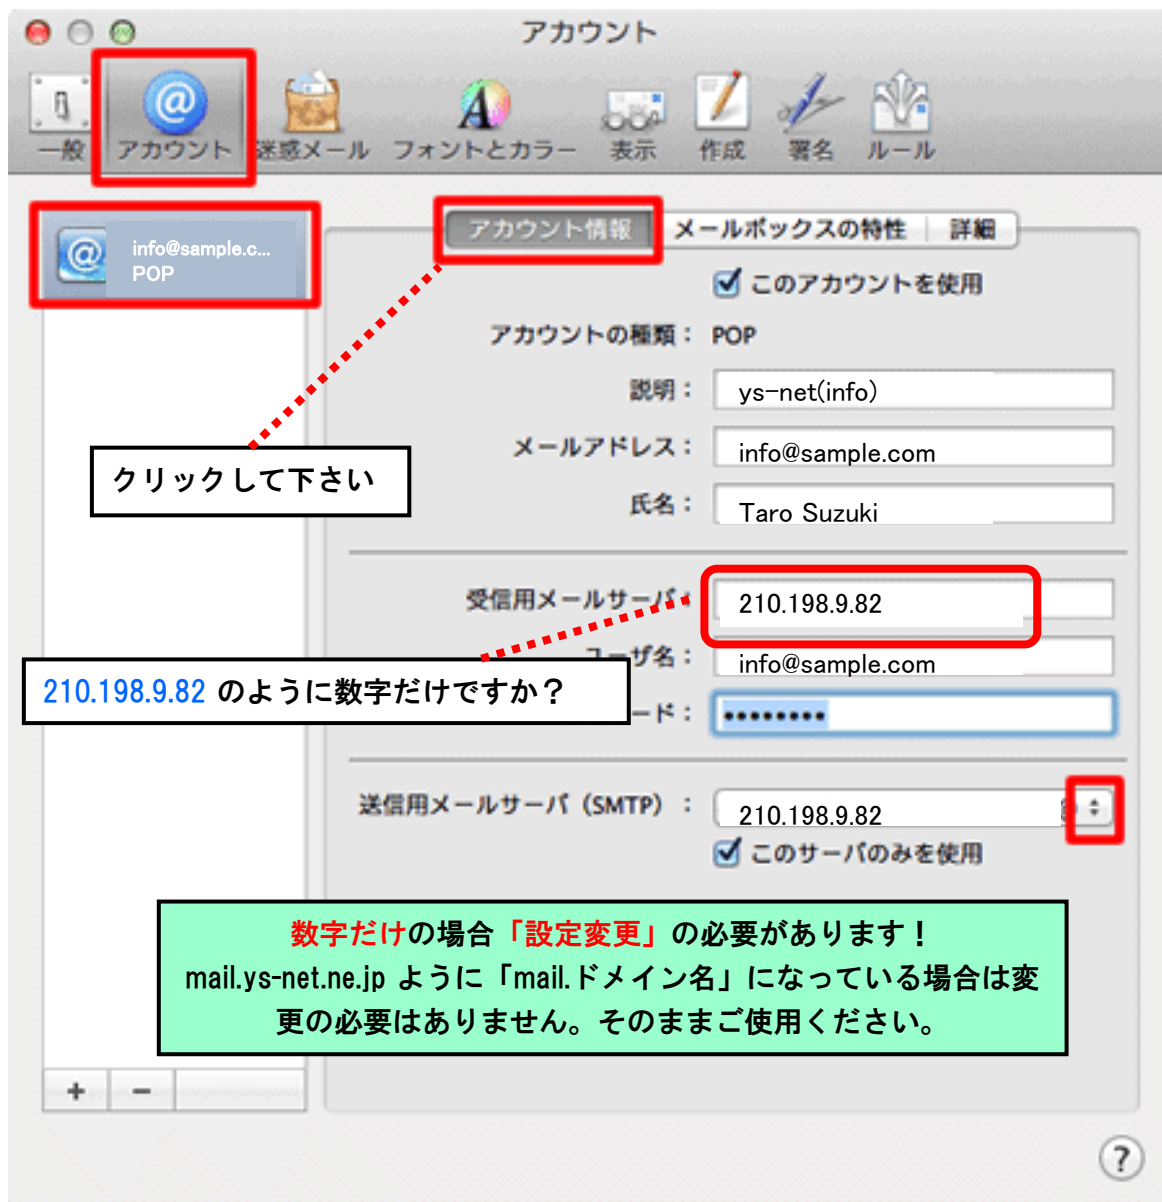 アカウント
一般 アカウント 迷惑メール フォントとカラー 表示 作成 署名 ルール
info@sample.c...
POP
アカウント情報 メールボックスの特性 詳細
このアカウントを使用
アカウントの種類： POP
説明： ys-net(info)
メールアドレス： info@sample.com
クリックして下さい
氏名： Taro Suzuki
受信用メールサーバ： 210.198.9.82
ユーザ名： info@sample.com
210.198.9.82 のように数字だけですか？
ード： ••••••••
送信用メールサーバ（SMTP）： 210.198.9.82
このサーバのみを使用
数字だけの場合「設定変更」の必要があります！
mail.ys-net.ne.jp ように「mail.ドメイン名」になっている場合は変
更の必要はありません。そのままご使用ください。
+ −
?